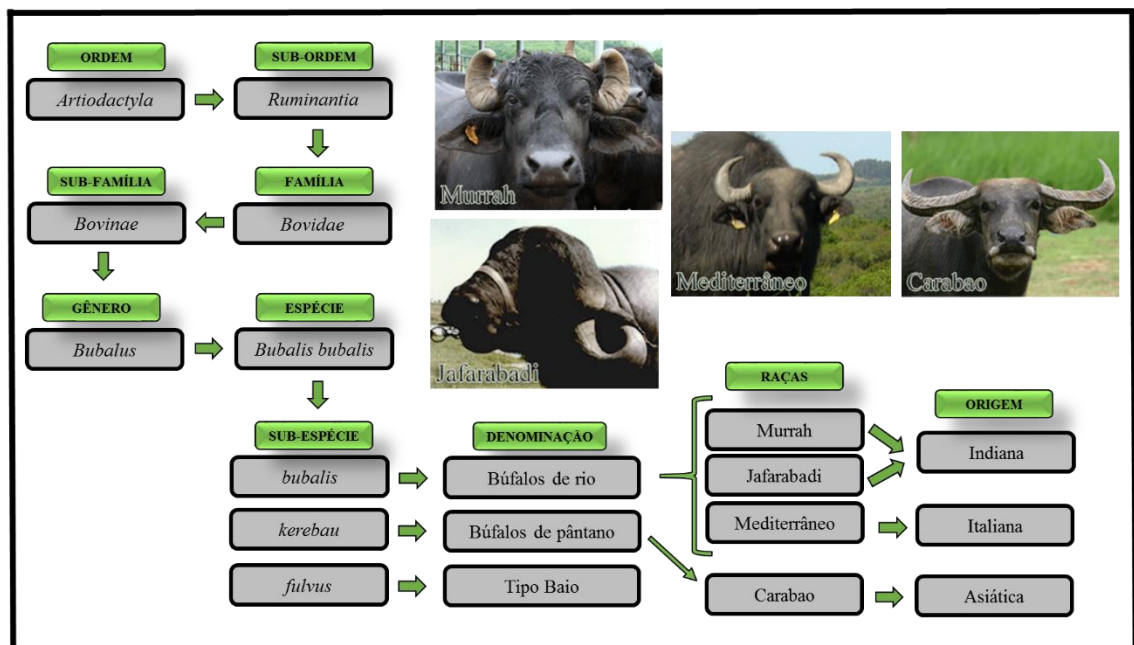 ORDEM
Artiodactyla
SUB-ORDEM
Ruminantia
SUB-FAMÍLIA
Bovinae
FAMÍLIA
Bovidae
GÊNERO
Bubalus
ESPÉCIE
Bubalis bubalis
Murrah
Mediterrâneo
Carabao
Jafarabadi
SUB-ESPÉCIE
bubalis
kerebau
fulvus
DENOMINAÇÃO
Búfalos de rio
Búfalos de pântano
Tipo Baio
RAÇAS
Murrah
Jafarabadi
Mediterrâneo
Carabao
ORIGEM
Indiana
Italiana
Asiática